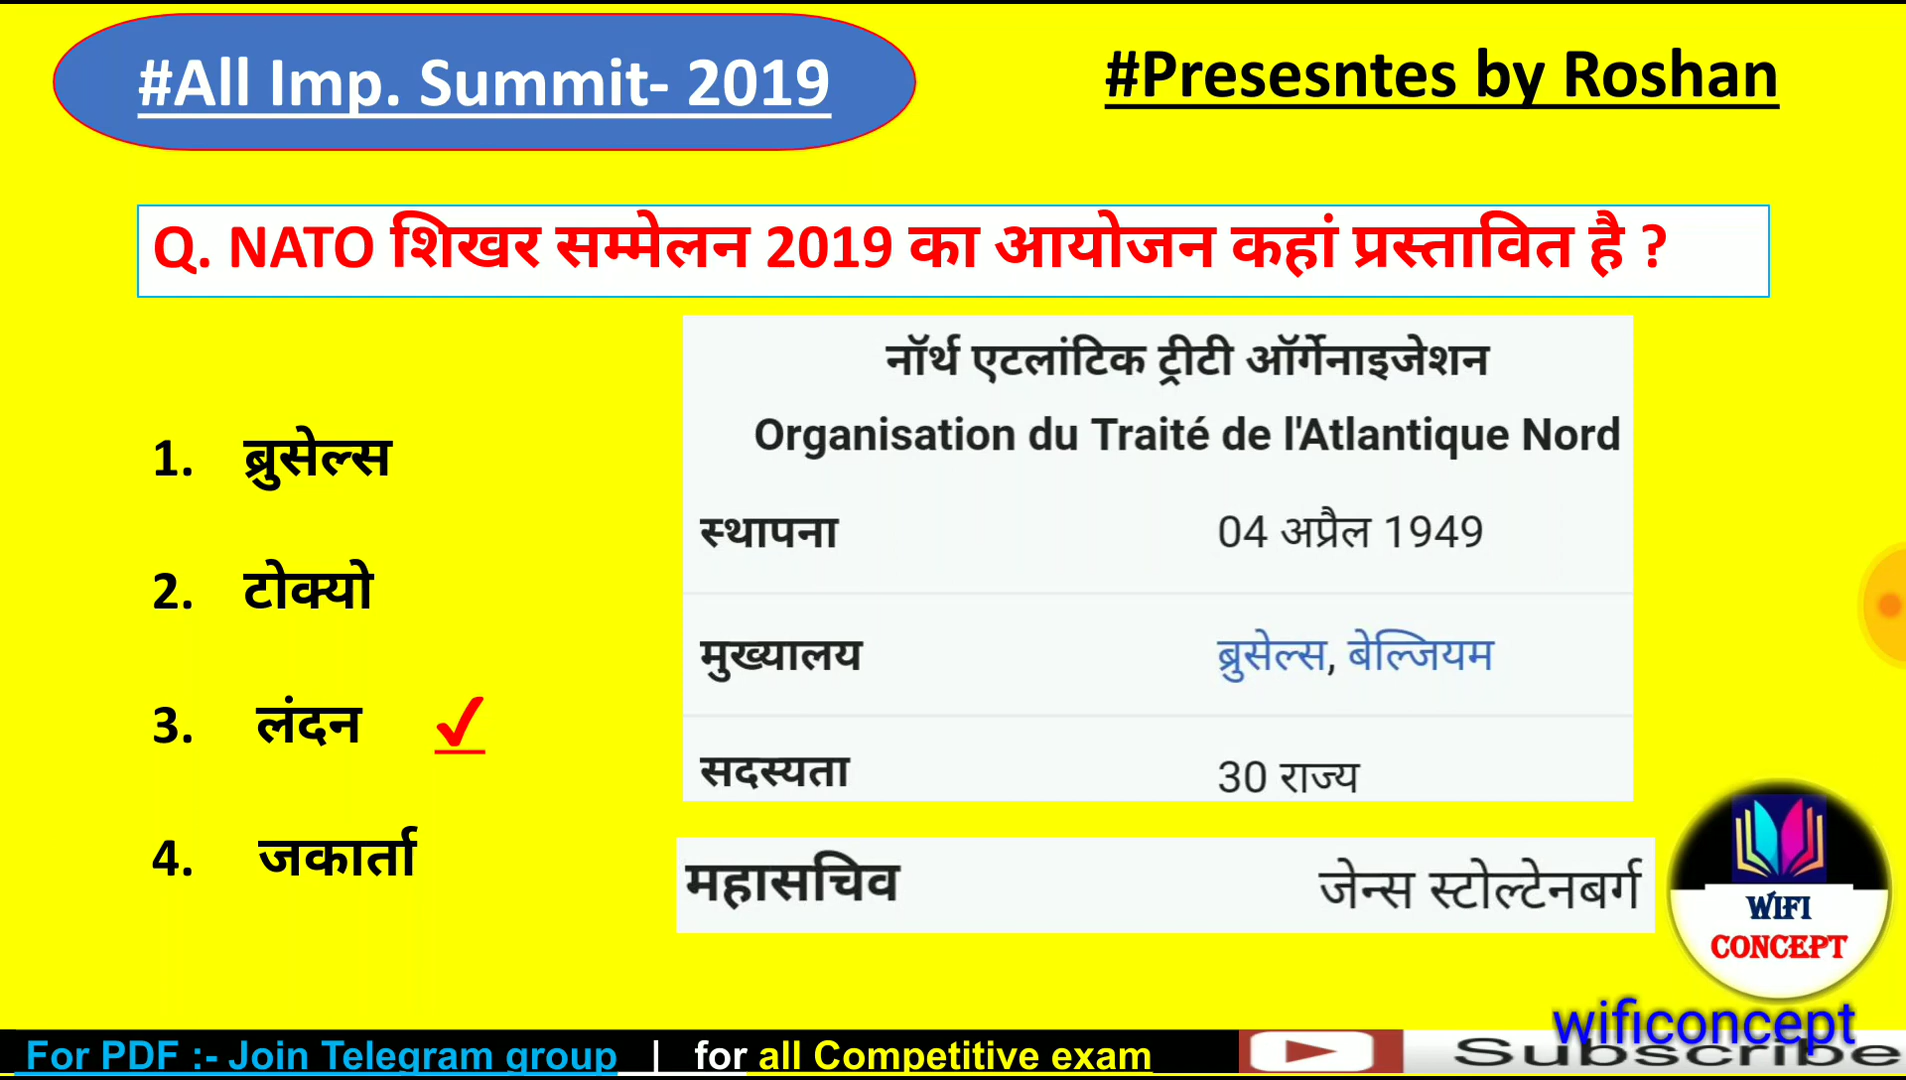 #All Imp. Summit- 2019
#Presesntes by Roshan
Q. NATO शिखर सम्मेलन 2019 का आयोजन कहां प्रस्तावित है ?
1. ब्रुसेल्स
2. टोक्यो
3. लंदन ✓
4. जकार्ता
नॉर्थ एटलांटिक ट्रीटी ऑर्गेनाइजेशन
Organisation du Traité de l'Atlantique Nord
स्थापना 04 अप्रैल 1949
मुख्यालय ब्रुसेल्स, बेल्जियम
सदस्यता 30 राज्य
महासचिव जेन्स स्टोल्टेनबर्ग
WIFI
CONCEPT
wificoncept
For PDF :- Join Telegram group | for all Competitive exam
Subscribe